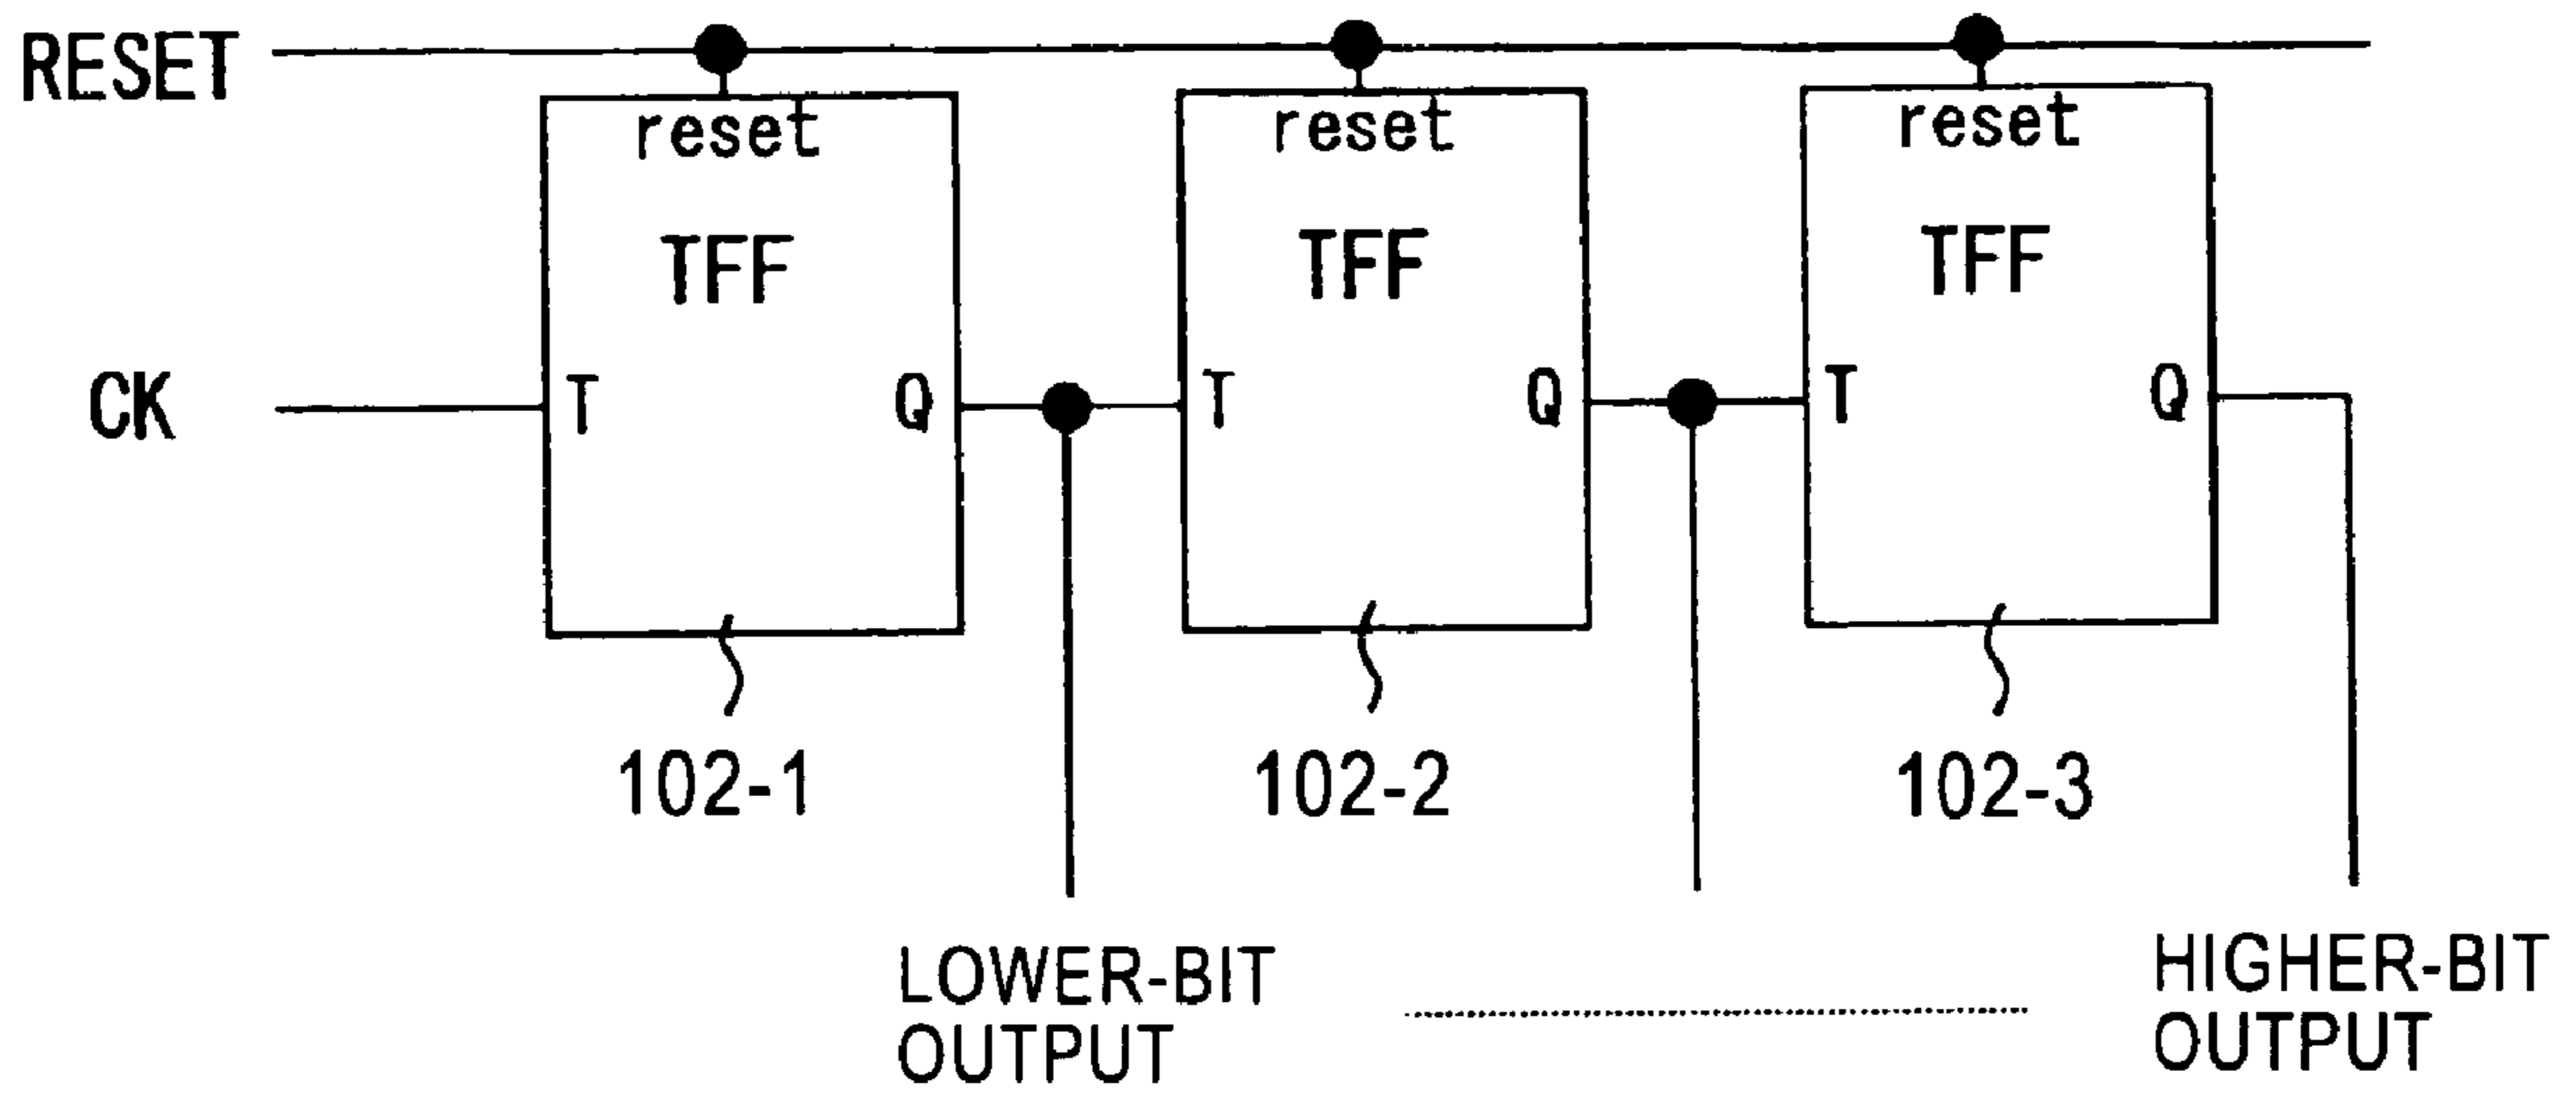 RESET
reset
reset
reset
TFF
TFF
TFF
CK
T
Q
T
Q
T
Q
102-1
102-2
102-3
LOWER-BIT
OUTPUT
HIGHER-BIT
OUTPUT